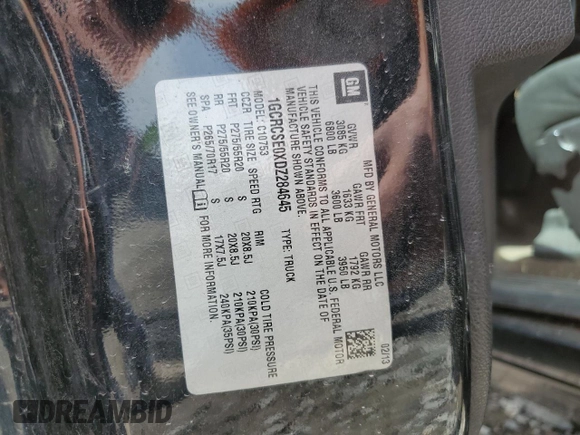 GM
MFD BY GENERAL MOTORS LLC
02/13
GVWR GAWR FRT GAWR RR
3085 KG 1633 KG 1792 KG
6800 LB 3600 LB 3950 LB
THIS VEHICLE CONFORMS TO ALL APPLICABLE U.S. FEDERAL MOTOR
VEHICLE SAFETY STANDARDS IN EFFECT ON THE DATE OF
MANUFACTURE SHOWN ABOVE.
1GCRCSE0XDZ284645 TYPE: TRUCK
MODEL: C10753
CCZR TIRE SIZE SPEED RTG RIM COLD TIRE PRESSURE
FRT P275/55R20 S 20X8.5J 210KPA(30PSI)
RR P275/55R20 S 20X8.5J 210KPA(30PSI)
SPA P265/70R17 S 17X7.5J 240KPA(35PSI)
SEE OWNER'S MANUAL FOR MORE INFORMATION.
DREAMBID